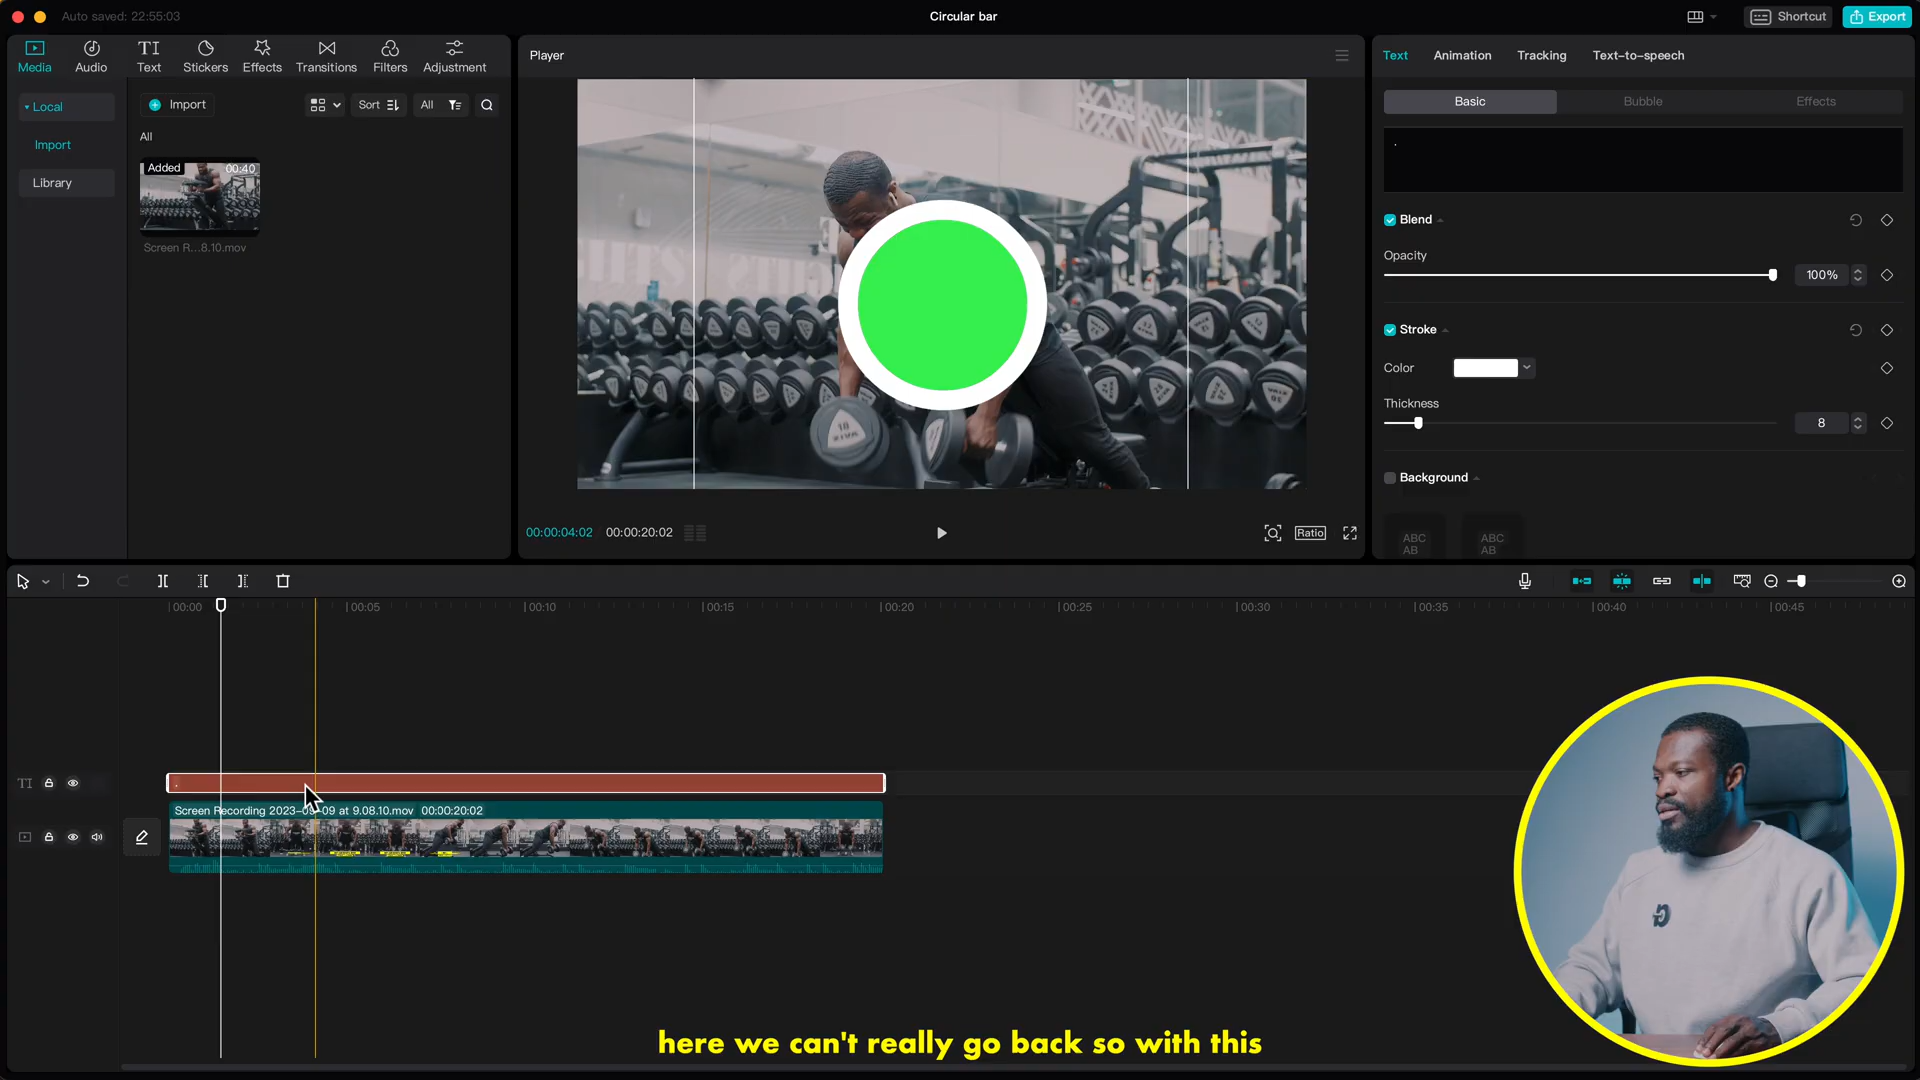 Auto saved: 22:55:03
Circular bar
Shortcut
Export
Media
Audio
Text
Stickers
Effects
Transitions
Filters
Adjustment
Local
Import
Library
Import
Sort
All
All
Added
00:40
Screen R...8.10.mov
Player
00:00:04:02
00:00:20:02
Ratio
Text
Animation
Tracking
Text-to-speech
Basic
Bubble
Effects
.
Blend
Opacity
100%
Stroke
Color
Thickness
8
Background
ABC
AB
ABC
AB
00:00
00:05
00:10
00:15
00:20
00:25
00:30
00:35
00:40
00:45
.
Screen Recording 2023-09-09 at 9.08.10.mov 00:00:20:02
here we can't really go back so with this